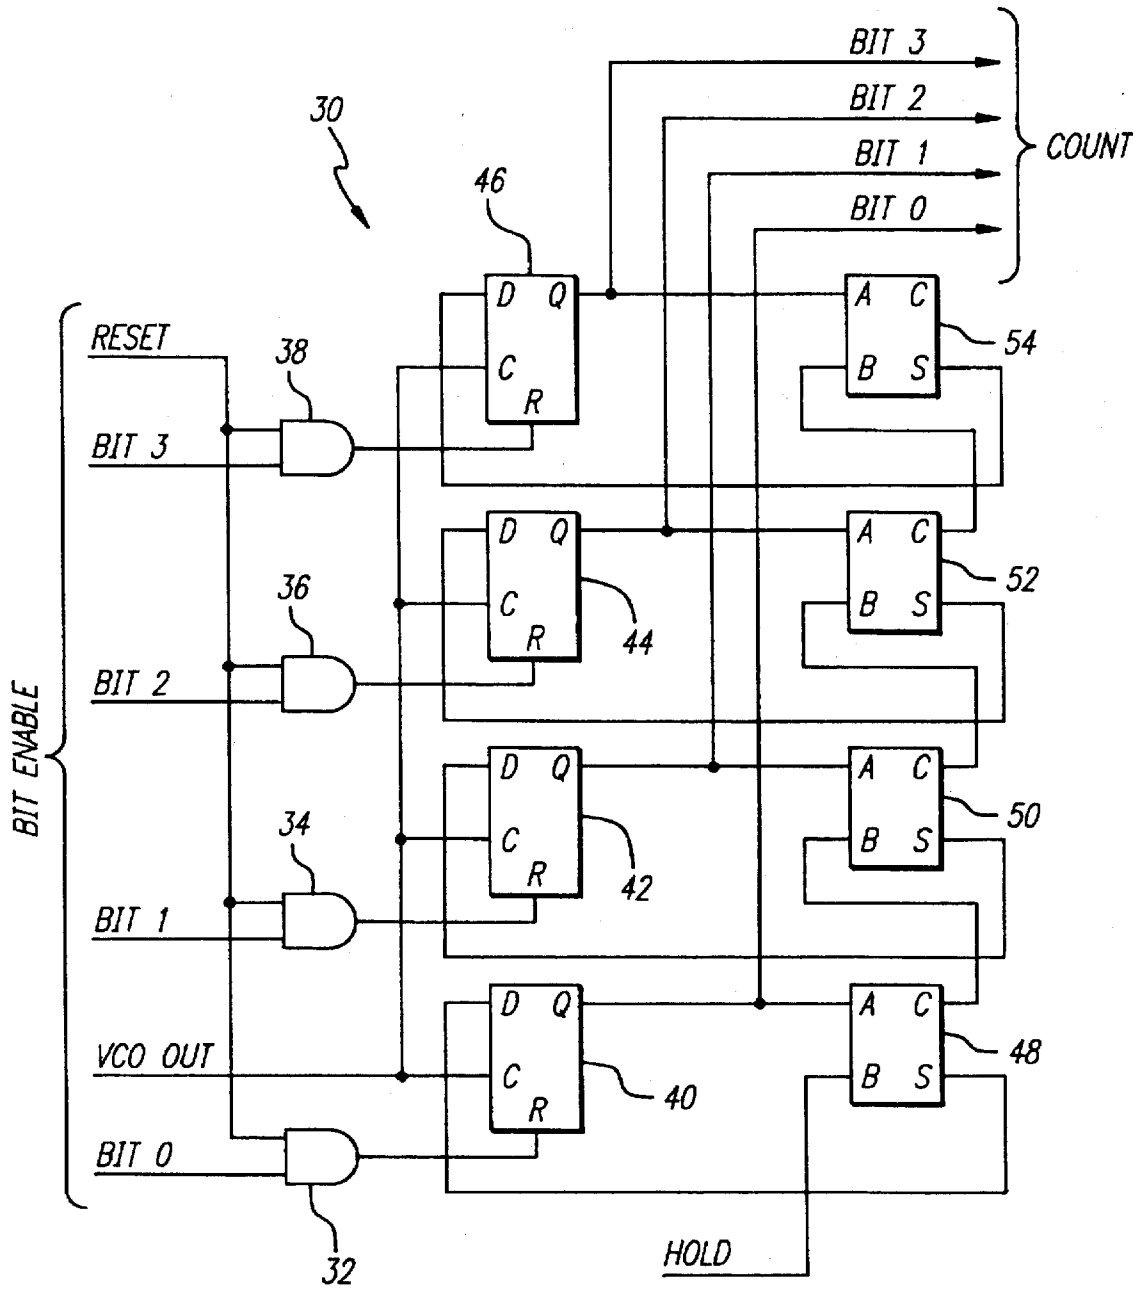 BIT 3
BIT 2
BIT 1
BIT 0
COUNT
30
46
D Q
C
R
A C
B S
54
BIT ENABLE
RESET
38
BIT 3
D Q
C
R
44
A C
B S
52
36
BIT 2
D Q
C
R
42
A C
B S
50
34
BIT 1
D Q
C
R
40
A C
B S
48
VCO OUT
BIT 0
32
HOLD